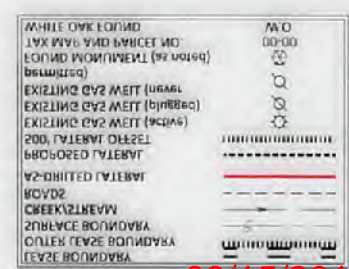 LEASE BOUNDARY
OUTER LEASE BOUNDARY
SURFACE BOUNDARY
CREEK/STREAM
ROADS
AS-DRILLED LATERAL
PROPOSED LATERAL
500' LATERAL OFFSET
EXISTING GAS WELL (active)
EXISTING GAS WELL (plugged)
EXISTING GAS WELL (never
permitted)
FOUND MONUMENT (as noted)
TAX MAP AND PARCEL NO. 00-00
WHITE OAK FOUND W.O